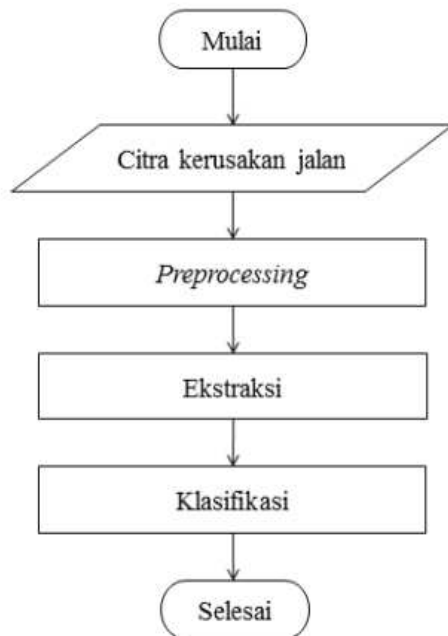 Mulai
Citra kerusakan jalan
Preprocessing
Ekstraksi
Klasifikasi
Selesai